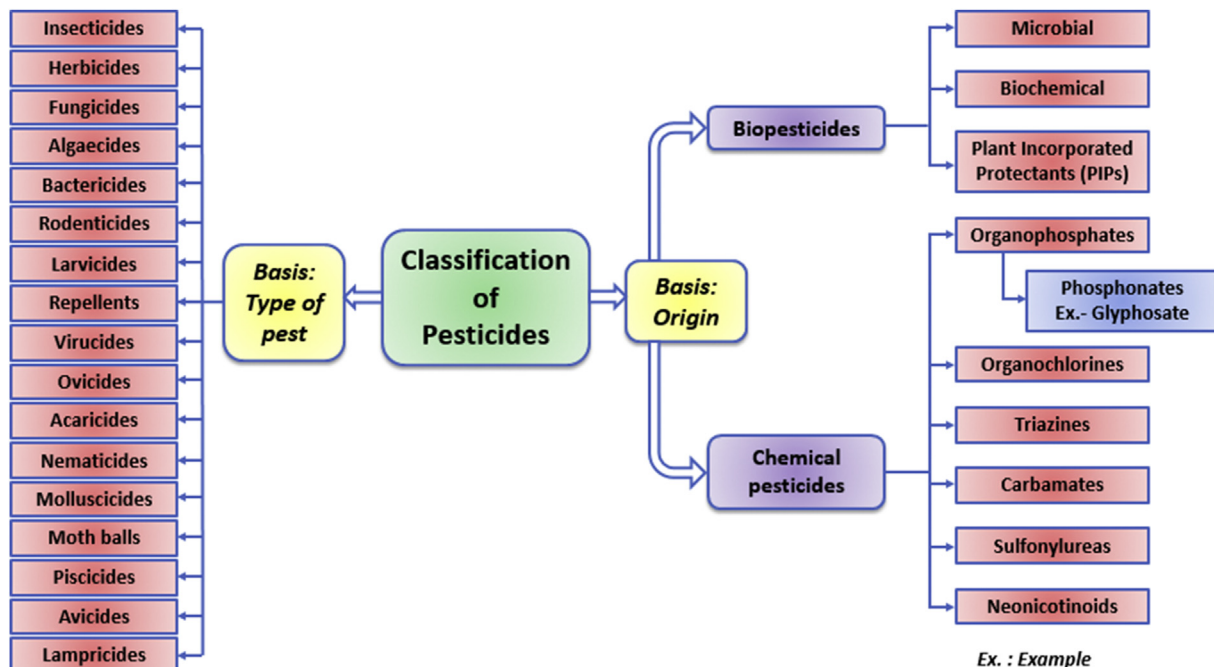 Insecticides
Herbicides
Fungicides
Algaecides
Bactericides
Rodenticides
Larvicides
Repellents
Virucides
Ovicides
Acaricides
Nematicides
Molluscicides
Moth balls
Piscicides
Avicides
Lampricides
Basis:
Type of
pest
Classification
of
Pesticides
Basis:
Origin
Biopesticides
Chemical
pesticides
Microbial
Biochemical
Plant Incorporated
Protectants (PIPs)
Organophosphates
Phosphonates
Ex.- Glyphosate
Organochlorines
Triazines
Carbamates
Sulfonylureas
Neonicotinoids
Ex. : Example